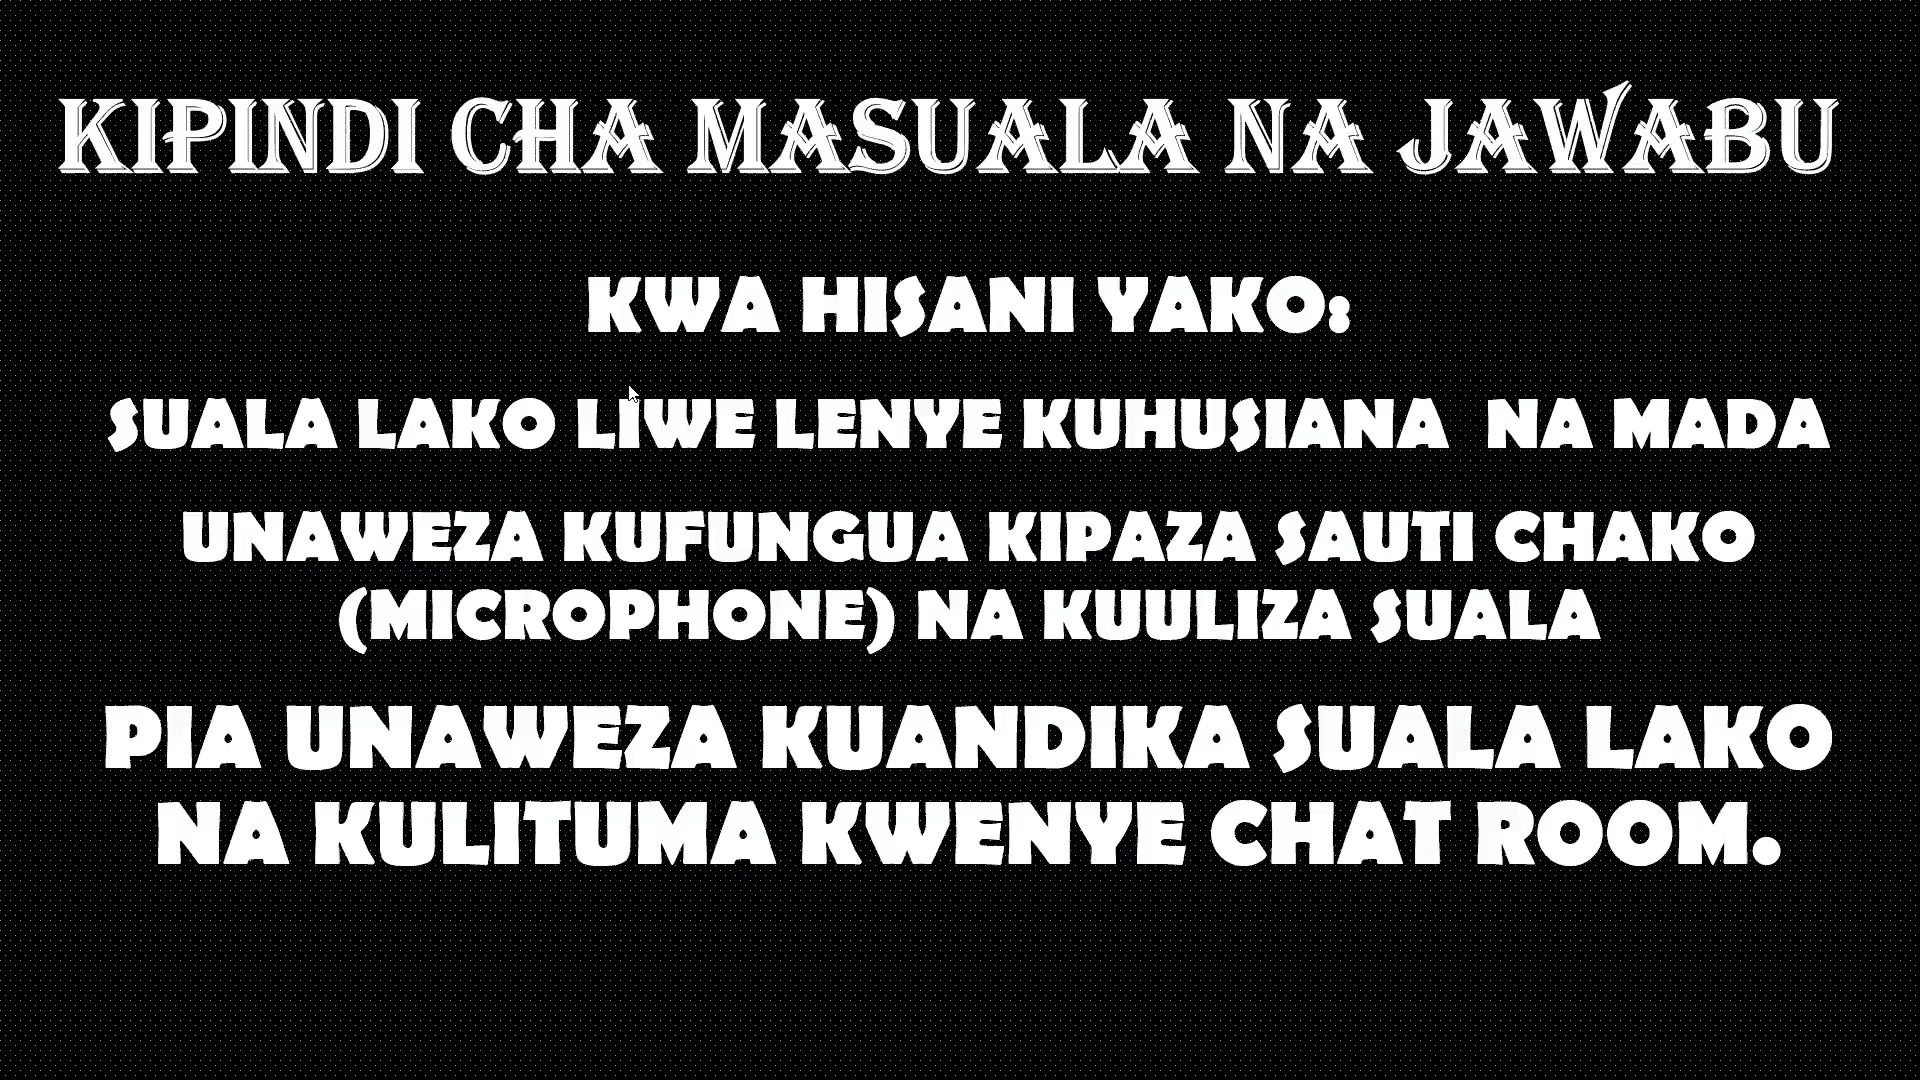 KIPINDI CHA MASUALA NA JAWABU
KWA HISANI YAKO:
SUALA LAKO LIWE LENYE KUHUSIANA NA MADA
UNAWEZA KUFUNGUA KIPAZA SAUTI CHAKO
(MICROPHONE) NA KUULIZA SUALA
PIA UNAWEZA KUANDIKA SUALA LAKO
NA KULITUMA KWENYE CHAT ROOM.